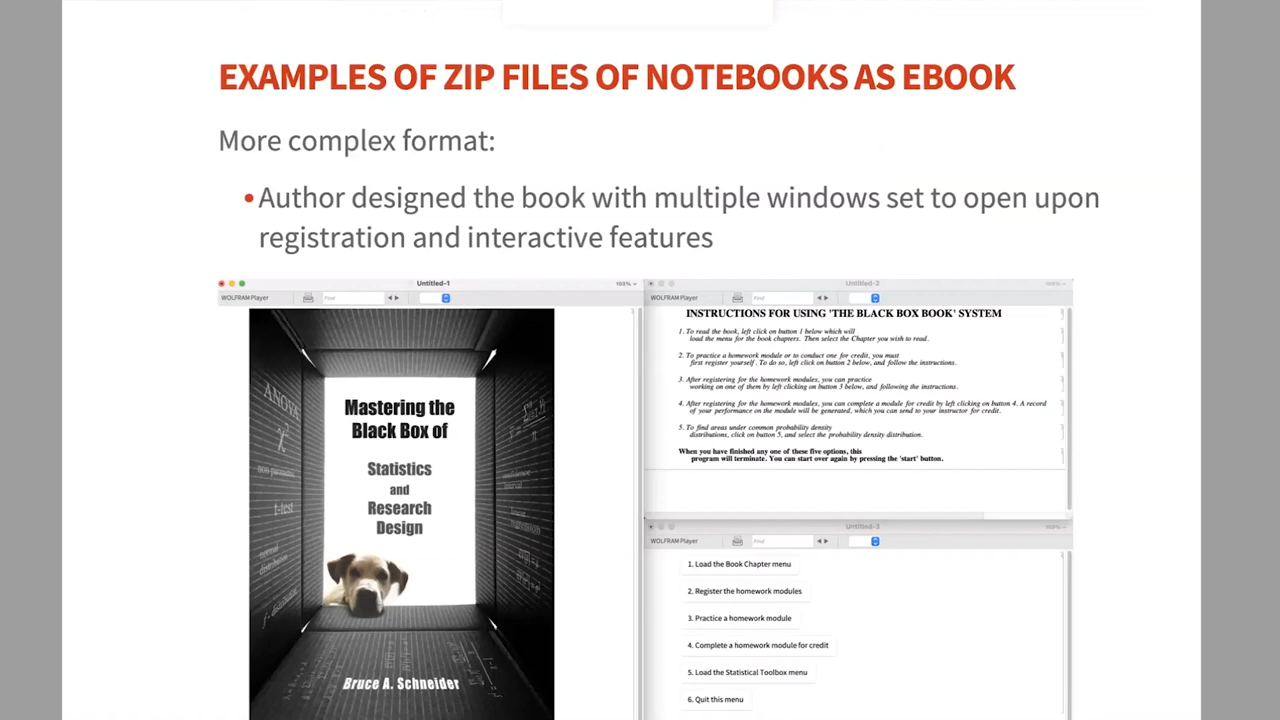 EXAMPLES OF ZIP FILES OF NOTEBOOKS AS EBOOK
More complex format:
• Author designed the book with multiple windows set to open upon
registration and interactive features
Untitled-1
103%
WOLFRAM Player
Find
Mastering the
Black Box of
Statistics
and
Research
Design
ANOVA
t-test
Bruce A. Schneider
Untitled-2
WOLFRAM Player
Find
INSTRUCTIONS FOR USING 'THE BLACK BOX BOOK' SYSTEM
1. To read the book, left click on button 1 below which will
load the menu for the book chapters. Then select the Chapter you wish to read.
2. To practice a homework module or to conduct one for credit, you must
first register yourself . To do so, left click on button 2 below, and follow the instructions.
3. After registering for the homework modules, you can practice
working on one of them by left clicking on button 3 below, and following the instructions.
4. After registering for the homework modules, you can complete a module for credit by left clicking on button 4. A record
of your performance on the module will be generated, which you can send to your instructor for credit.
5. To find areas under common probability density
distributions, click on button 5, and select the probability density distribution.
When you have finished any one of these five options, this
program will terminate. You can start over again by pressing the 'start' button.
Untitled-3
WOLFRAM Player
Find
1. Load the Book Chapter menu
2. Register the homework modules
3. Practice a homework module
4. Complete a homework module for credit
5. Load the Statistical Toolbox menu
6. Quit this menu